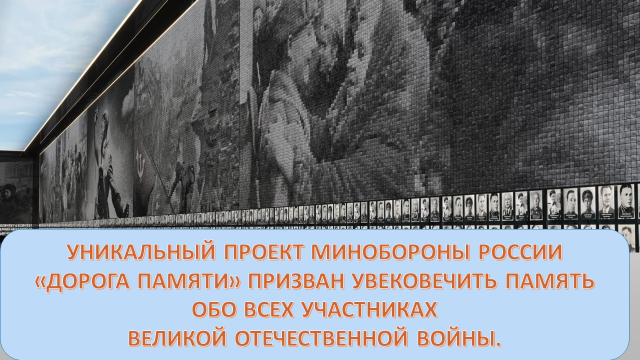 УНИКАЛЬНЫЙ ПРОЕКТ МИНОБОРОНЫ РОССИИ
«ДОРОГА ПАМЯТИ» ПРИЗВАН УВЕКОВЕЧИТЬ ПАМЯТЬ
ОБО ВСЕХ УЧАСТНИКАХ
ВЕЛИКОЙ ОТЕЧЕСТВЕННОЙ ВОЙНЫ.